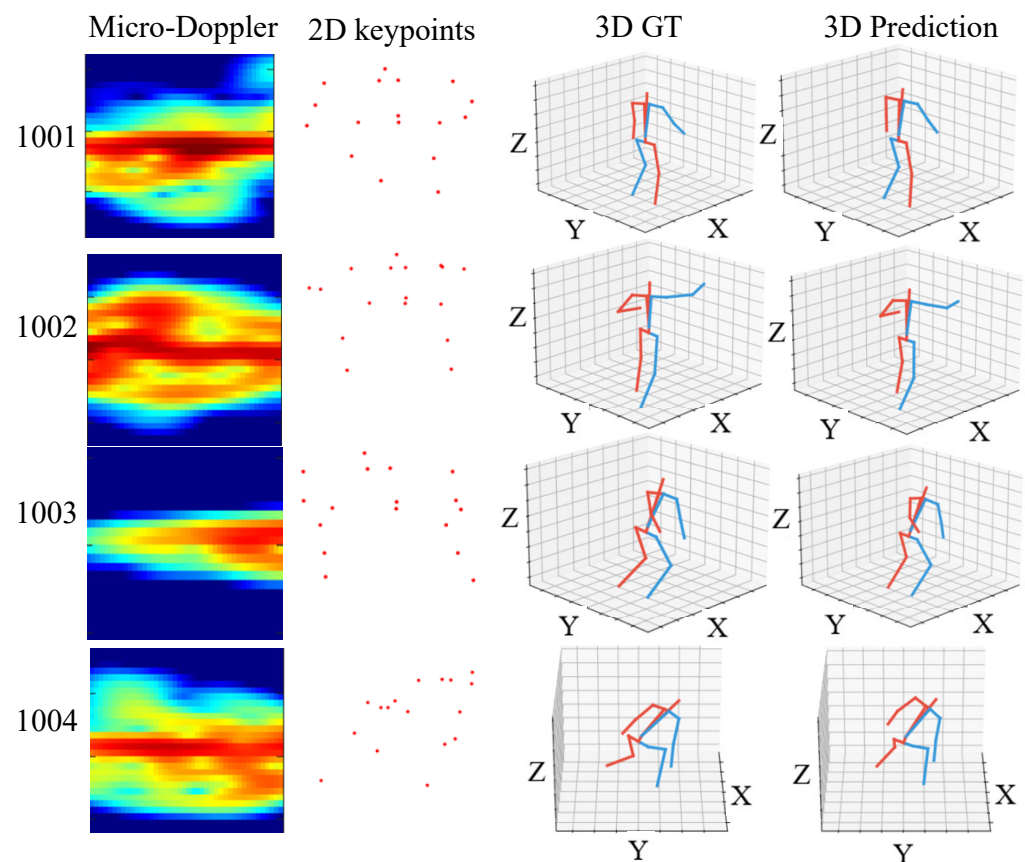 Micro-Doppler 2D keypoints 3D GT 3D Prediction
1001
Z Z
Y X Y X
1002
Z Z
Y X Y X
1003
Z Z
Y X Y X
1004
Z Z
X X
Y Y